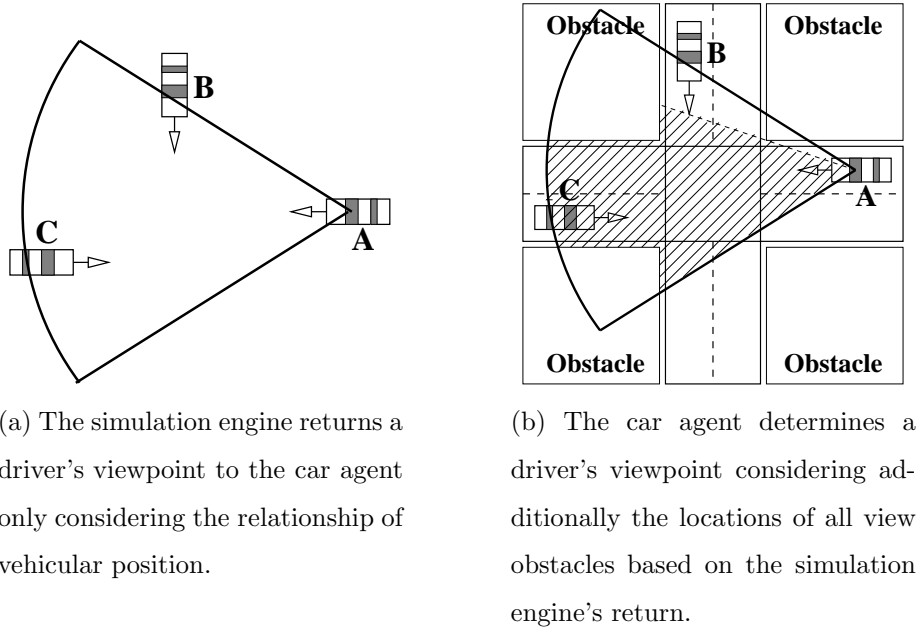 B
C
A
(a) The simulation engine returns a
driver's viewpoint to the car agent
only considering the relationship of
vehicular position.
Obstacle
Obstacle
B
C
A
Obstacle
Obstacle
(b) The car agent determines a
driver's viewpoint considering ad-
ditionally the locations of all view
obstacles based on the simulation
engine's return.